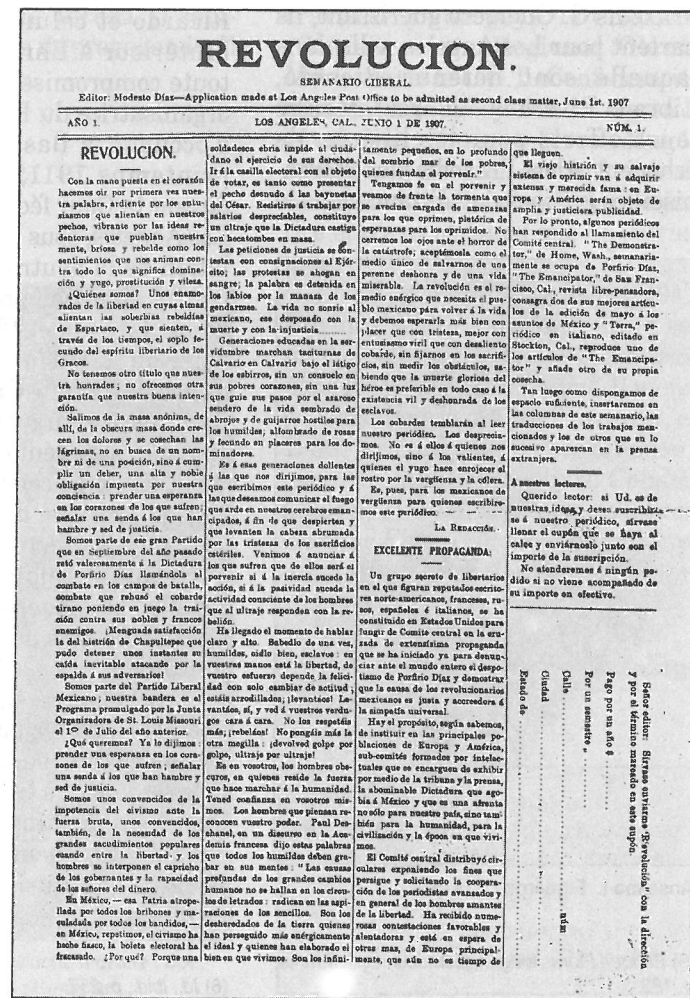 REVOLUCION.
SEMANARIO LIBERAL.
Editor: Modesto Díaz—Application made at Los Angeles Post Office to be admitted as second class matter, June 1st. 1907
AÑO 1. LOS ANGELES, CAL., JUNIO 1 DE 1907. NÚM. 1.
REVOLUCION.
Con la mano puesta en el corazón
hacemos oir por primera vez nues
tra palabra, ardiente por los entu-
siasmos que alientan en nuestros
pechos, vibrante por las ideas re-
dentoras que pueblan nuestra
mente, briosa y rebelde como los
sentimientos que nos animan con
tra todo lo que significa domina-
ción y yugo, prostitución y vileza.
¿Quiénes somos? Unos enamo-
rados de la libertad en cuyas almas
alientan las soberbias rebeldías
de Espartaco, y que sienten, á
través de los tiempos, el soplo fe-
cundo del espíritu libertario de los
Gracos.
No tenemos otro título que nues
tra honradez; no ofrecemos otra
garantía que nuestra buena inten-
ción.
Salimos de la masa anónima, de
allí, de la obscura masa donde cre-
cen los dolores y se cosechan las
lágrimas, no en busca de un nom-
bre ni de una posición, sino á cum-
plir un deber, una alta y noble
obligación impuesta por nuestra
conciencia: prender una esperanza
en los corazones de los que sufren;
señalar una senda á los que han
hambre y sed de justicia.
Somos parte de ese gran Partido
que en Septiembre del año pasado
retó valerosamente á la Dictadura
de Porfirio Díaz llamándola al
combate en los campos de batalla,
combate que rehusó el cobarde
tirano poniendo en juego la trai-
ción contra sus nobles y francos
enemigos. ¡Menguada satisfacción
la del histrión de Chapultepec que
pudo detener unos instantes su
caída inevitable atacando por la
espalda á sus adversarios!
Somos parte del Partido Liberal
Mexicano; nuestra bandera es el
Programa promulgado por la Junta
Organizadora de St. Louis Missouri
el 1º de Julio del año anterior.
¿Qué queremos? Ya lo dijimos:
prender una esperanza en los cora-
zones de los que sufren; señalar
una senda á los que han hambre y
sed de justicia.
Somos unos convencidos de la
impotencia del civismo ante la
fuerza bruta, unos convencidos,
también, de la necesidad de los
grandes sacudimientos populares
cuando entre la libertad y los
hombres se interponen el capricho
de los gobernantes y la rapacidad
de los señores del dinero.
En México,— esa Patria atrope-
llada por todos los bribones y ma-
culada por todos los bandidos,—
en México, repetimos, el civismo ha
hecho fiasco, la boleta electoral ha
fracasado. ¿Por qué? Porque una
soldadesca ebria impide al ciuda-
dano el ejercicio de sus derechos.
Ir á la casilla electoral con el objeto
de votar, es tanto como presentar
el pecho desnudo á las bayonetas
del César. Resistirse á trabajar por
salarios despreciables, constituye
un ultraje que la Dictadura castiga
con hecatombes en masa.
Las peticiones de justicia se con-
testan con consignaciones al Ejér-
cito; las protestas se ahogan en
sangre; la palabra es detenida en
los labios por la manaza de los
gendarmes. La vida no sonrie al
mexicano, ese desposado con la
muerte y con la injusticia.
Generaciones educadas en la ser-
vidumbre marchan taciturnas de
Calvario en Calvario bajo el látigo
de los esbirros, sin un consuelo en
sus pobres corazones, sin una luz
que guie sus pasos por el azaroso
sendero de la vida sembrado de
abrojos y de guijarros hostiles para
los humildes, alfombrado de rosas
y fecundo en placeres para los do-
minadores.
Es á esas generaciones dolientes
á las que nos dirijimos, para las
que escribimos este periódico y á
las que deseamos comunicar el fuego
que arde en nuestros cerebros eman-
cipados, á fin de que despierten y
que levanten la cabeza abrumada
por las tristezas de los sacrificios
estériles. Venimos á anunciar á
los que sufren que de ellos será el
porvenir si á la inercia sucede la
acción, si á la pasividad sucede la
actividad consciente de los hombres
que al ultraje responden con la re-
belión.
Ha llegado el momento de hablar
claro y alto. Sabedlo de una vez,
humildes, oidlo bien, esclavos: en
vuestras manos está la libertad, de
vuestro esfuerzo depende la felici-
dad con solo cambiar de actitud;
estáis arrodillados; ¡levantaos! Le-
vantáos, sí, y ved á vuestros verdu-
gos cara á cara. No los respetéis
más; ¡rebeláos! No pongáis más la
otra megilla: ¡devolved golpe por
golpe, ultraje por ultraje!
Es en vosotros, los hombres obs-
curos, en quienes reside la fuerza
que hace marchar á la humanidad.
Tened confianza en vosotros mis-
mos. Los hombres que piensan re-
conocen vuestro poder. Paul Des-
chanel, en un discurso en la Aca-
demia francesa dijo estas palabras
que todos los humildes deben gra-
bar en sus mentes: "Las causas
profundas de los grandes cambios
humanos no se hallan en los círcu-
los de letrados: radican en las aspi-
raciones de los sencillos. Son los
desheredados de la tierra quienes
han perseguido más enérgicamente
el ideal y quienes han elaborado el
bien en que vivimos. Son los infini-
tamente pequeños, en lo profundo
del sombrio mar de los pobres,
quienes fundan el porvenir."
Tengamos fe en el porvenir y
veamos de frente la tormenta que
se avecina cargada de amenazas
para los que oprimen, pletórica de
esperanzas para los oprimidos. No
cerremos los ojos ante el horror de
la catástrofe; aceptémosla como el
medio único de salvarnos de una
perenne deshonra y de una vida
miserable. La revolución es el re-
medio enérgico que necesita el pue-
blo mexicano para volver á la vida
y debemos esperarla más bien con
placer que con tristeza, mejor con
entusiasmo viril que con desaliento
cobarde, sin fijarnos en los sacrifi-
cios, sin medir los obstáculos, sa-
biendo que la muerte gloriosa del
héroe es preferible en todo caso á la
existencia vil y deshonrada de los
esclavos.
Los cobardes temblarán al leer
nuestro periódico. Los desprecia-
mos. No es á ellos á quienes nos
dirijimos, sino á los valientes, á
quienes el yugo hace enrojecer el
rostro por la vergüenza y la cólera.
Es, pues, para los mexicanos de
vergüenza para quienes escribire-
mos este periódico.
LA REDACCIÓN.
EXCELENTE PROPAGANDA:
Un grupo secreto de libertarios
en el que figuran reputados escrito-
res norte-americanos, franceses, ru-
sos, españoles é italianos, se ha
constituido en Estados Unidos para
fungir de Comité central en la cru-
zada de extensísima propaganda
que se ha iniciado ya para denun-
ciar ante el mundo entero el despo-
tismo de Porfirio Díaz y demostrar
que la causa de los revolucionarios
mexicanos es justa y acreedora á
la simpatía universal.
Hay el propósito, según sabemos,
de instituir en las principales po-
blaciones de Europa y América,
sub-comités formados por intelec-
tuales que se encarguen de exhibir
por medio de la tribuna y la prensa,
la abominable Dictadura que ago-
bia á México y que es una afrenta
no sólo para nuestro país, sino tam-
bién para la humanidad, para la
civilización y la época en que vivi-
mos.
El Comité central distribuyó cir-
culares exponiendo los fines que
persigue y solicitando la coopera-
ción de los periodistas avanzados y
en general de los hombres amantes
de la libertad. Ha recibido nume-
rosas contestaciones favorables y
alentadoras y está en espera de
otras mas, de Europa principal-
mente, que aún no es tiempo de
que lleguen.
El viejo histrión y su salvaje
sistema de oprimir van á adquirir
extensa y merecida fama: en Eu-
ropa y América serán objeto de
amplia y justiciera publicidad.
Por lo pronto, algunos periódicos
han respondido al llamamiento del
Comité central. "The Demonstra-
tor," de Home, Wash., semanaria-
mente se ocupa de Porfirio Díaz,
"The Emancipator," de San Fran-
cisco, Cal., revista libre-pensadora,
consagra dos de sus mejores artícu-
los de la edición de mayo á los
asuntos de México y "Terra," pe-
riódico en italiano, editado en
Stockton, Cal., reproduce uno de
los artículos de "The Emancipa-
tor" y añade otro de su propia
cosecha.
Tan luego como dispongamos de
espacio suficiente, insertaremos en
las columnas de este semanario, las
traducciones de los trabajos men-
cionados y los de otros que en lo
sucesivo aparezcan en la prensa
extranjera.
A nuestros lectores.
Querido lector: si Ud. es de
nuestras ideas, y desea suscribir-
se á nuestro periódico, sírvase
llenar el cupón que se haya al
calce y enviárnoslo junto con el
importe de la suscripción.
No atenderemos á ningún pe-
dido si no viene acompañado de
su importe en efectivo.
Señor editor: Sírvase enviarme "Revolución," con la dirección
y por el término marcado en este cupón.
Pago por un año $
Por un semestre „
Calle núm
Ciudad
Estado de